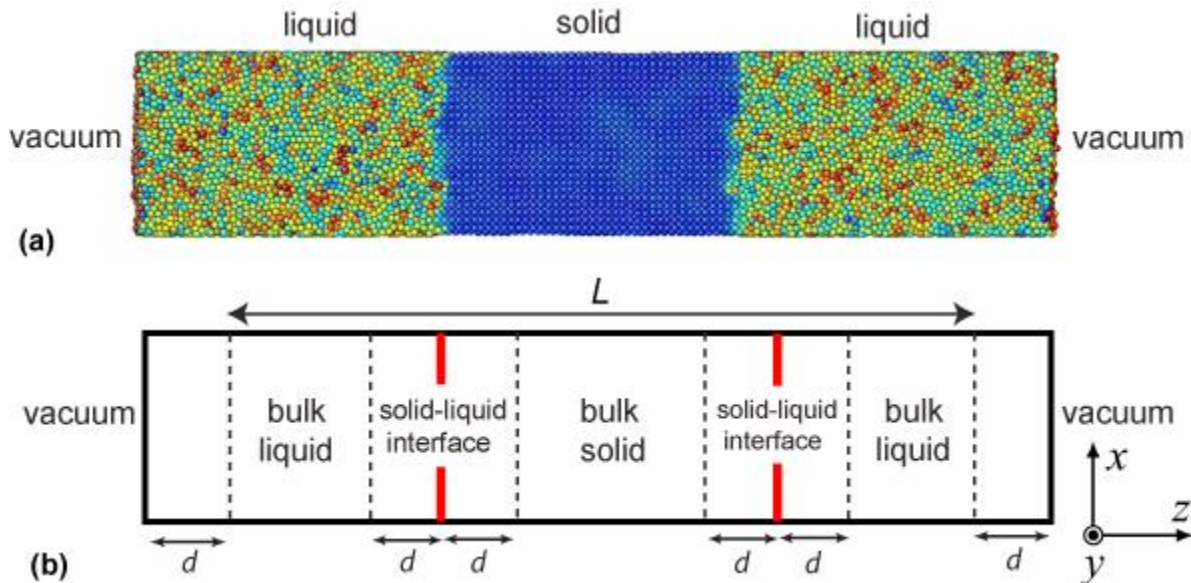 liquid solid liquid
vacuum vacuum
(a)
L
vacuum bulk liquid solid-liquid interface bulk solid solid-liquid interface bulk liquid vacuum
x
z
y
d d d d d d
(b)